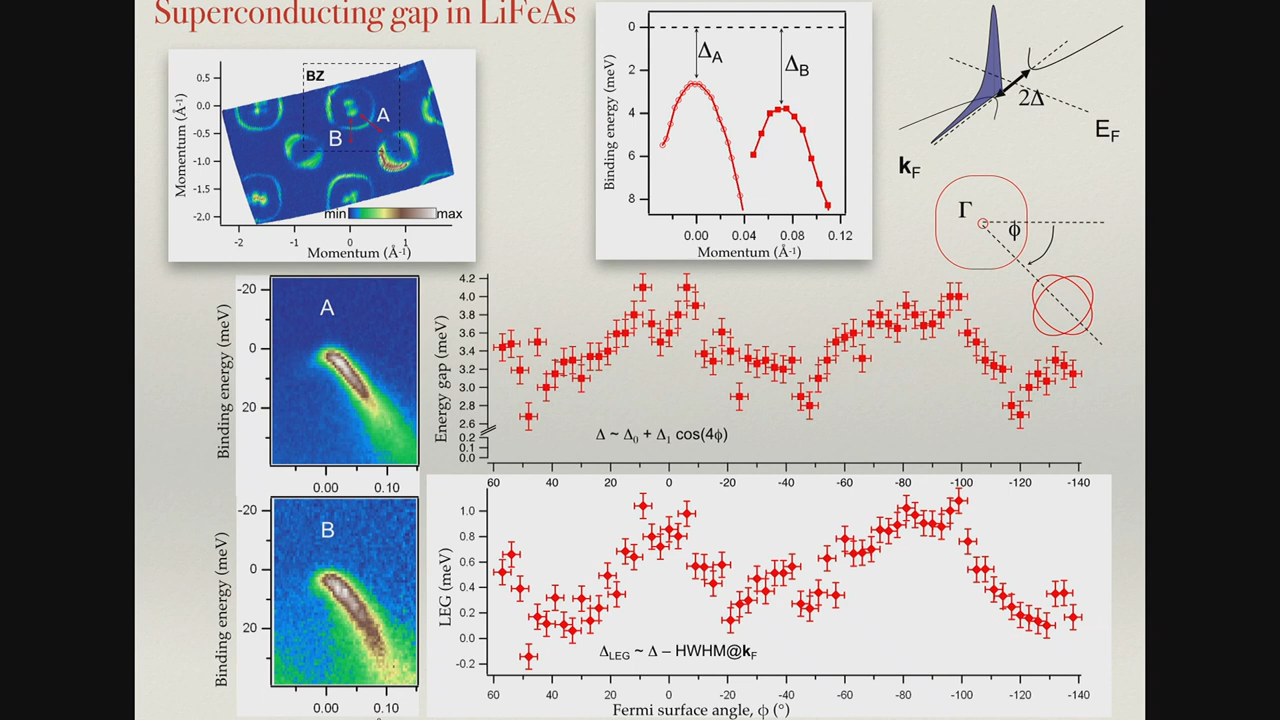 Superconducting gap in LiFeAs
BZ
A
B
Momentum (Å-1)
0.5
0.0
-0.5
-1.0
-1.5
-2.0
min max
-2 -1 0 1
Momentum (Å-1)
Binding energy (meV)
0
2
4
6
8
ΔA
ΔB
0.00 0.04 0.08 0.12
Momentum (Å-1)
2Δ
EF
kF
Γ
ϕ
A
Binding energy (meV)
-20
0
20
0.00 0.10
B
Binding energy (meV)
-20
0
20
0.00 0.10
Energy gap (meV)
4.2
4.0
3.8
3.6
3.4
3.2
3.0
2.8
2.6
0.2
0.1
0.0
Δ ~ Δ0 + Δ1 cos(4ϕ)
60 40 20 0 -20 -40 -60 -80 -100 -120 -140
LEG (meV)
1.0
0.8
0.6
0.4
0.2
0.0
-0.2
ΔLEG ~ Δ – HWHM@kF
60 40 20 0 -20 -40 -60 -80 -100 -120 -140
Fermi surface angle, ϕ (°)